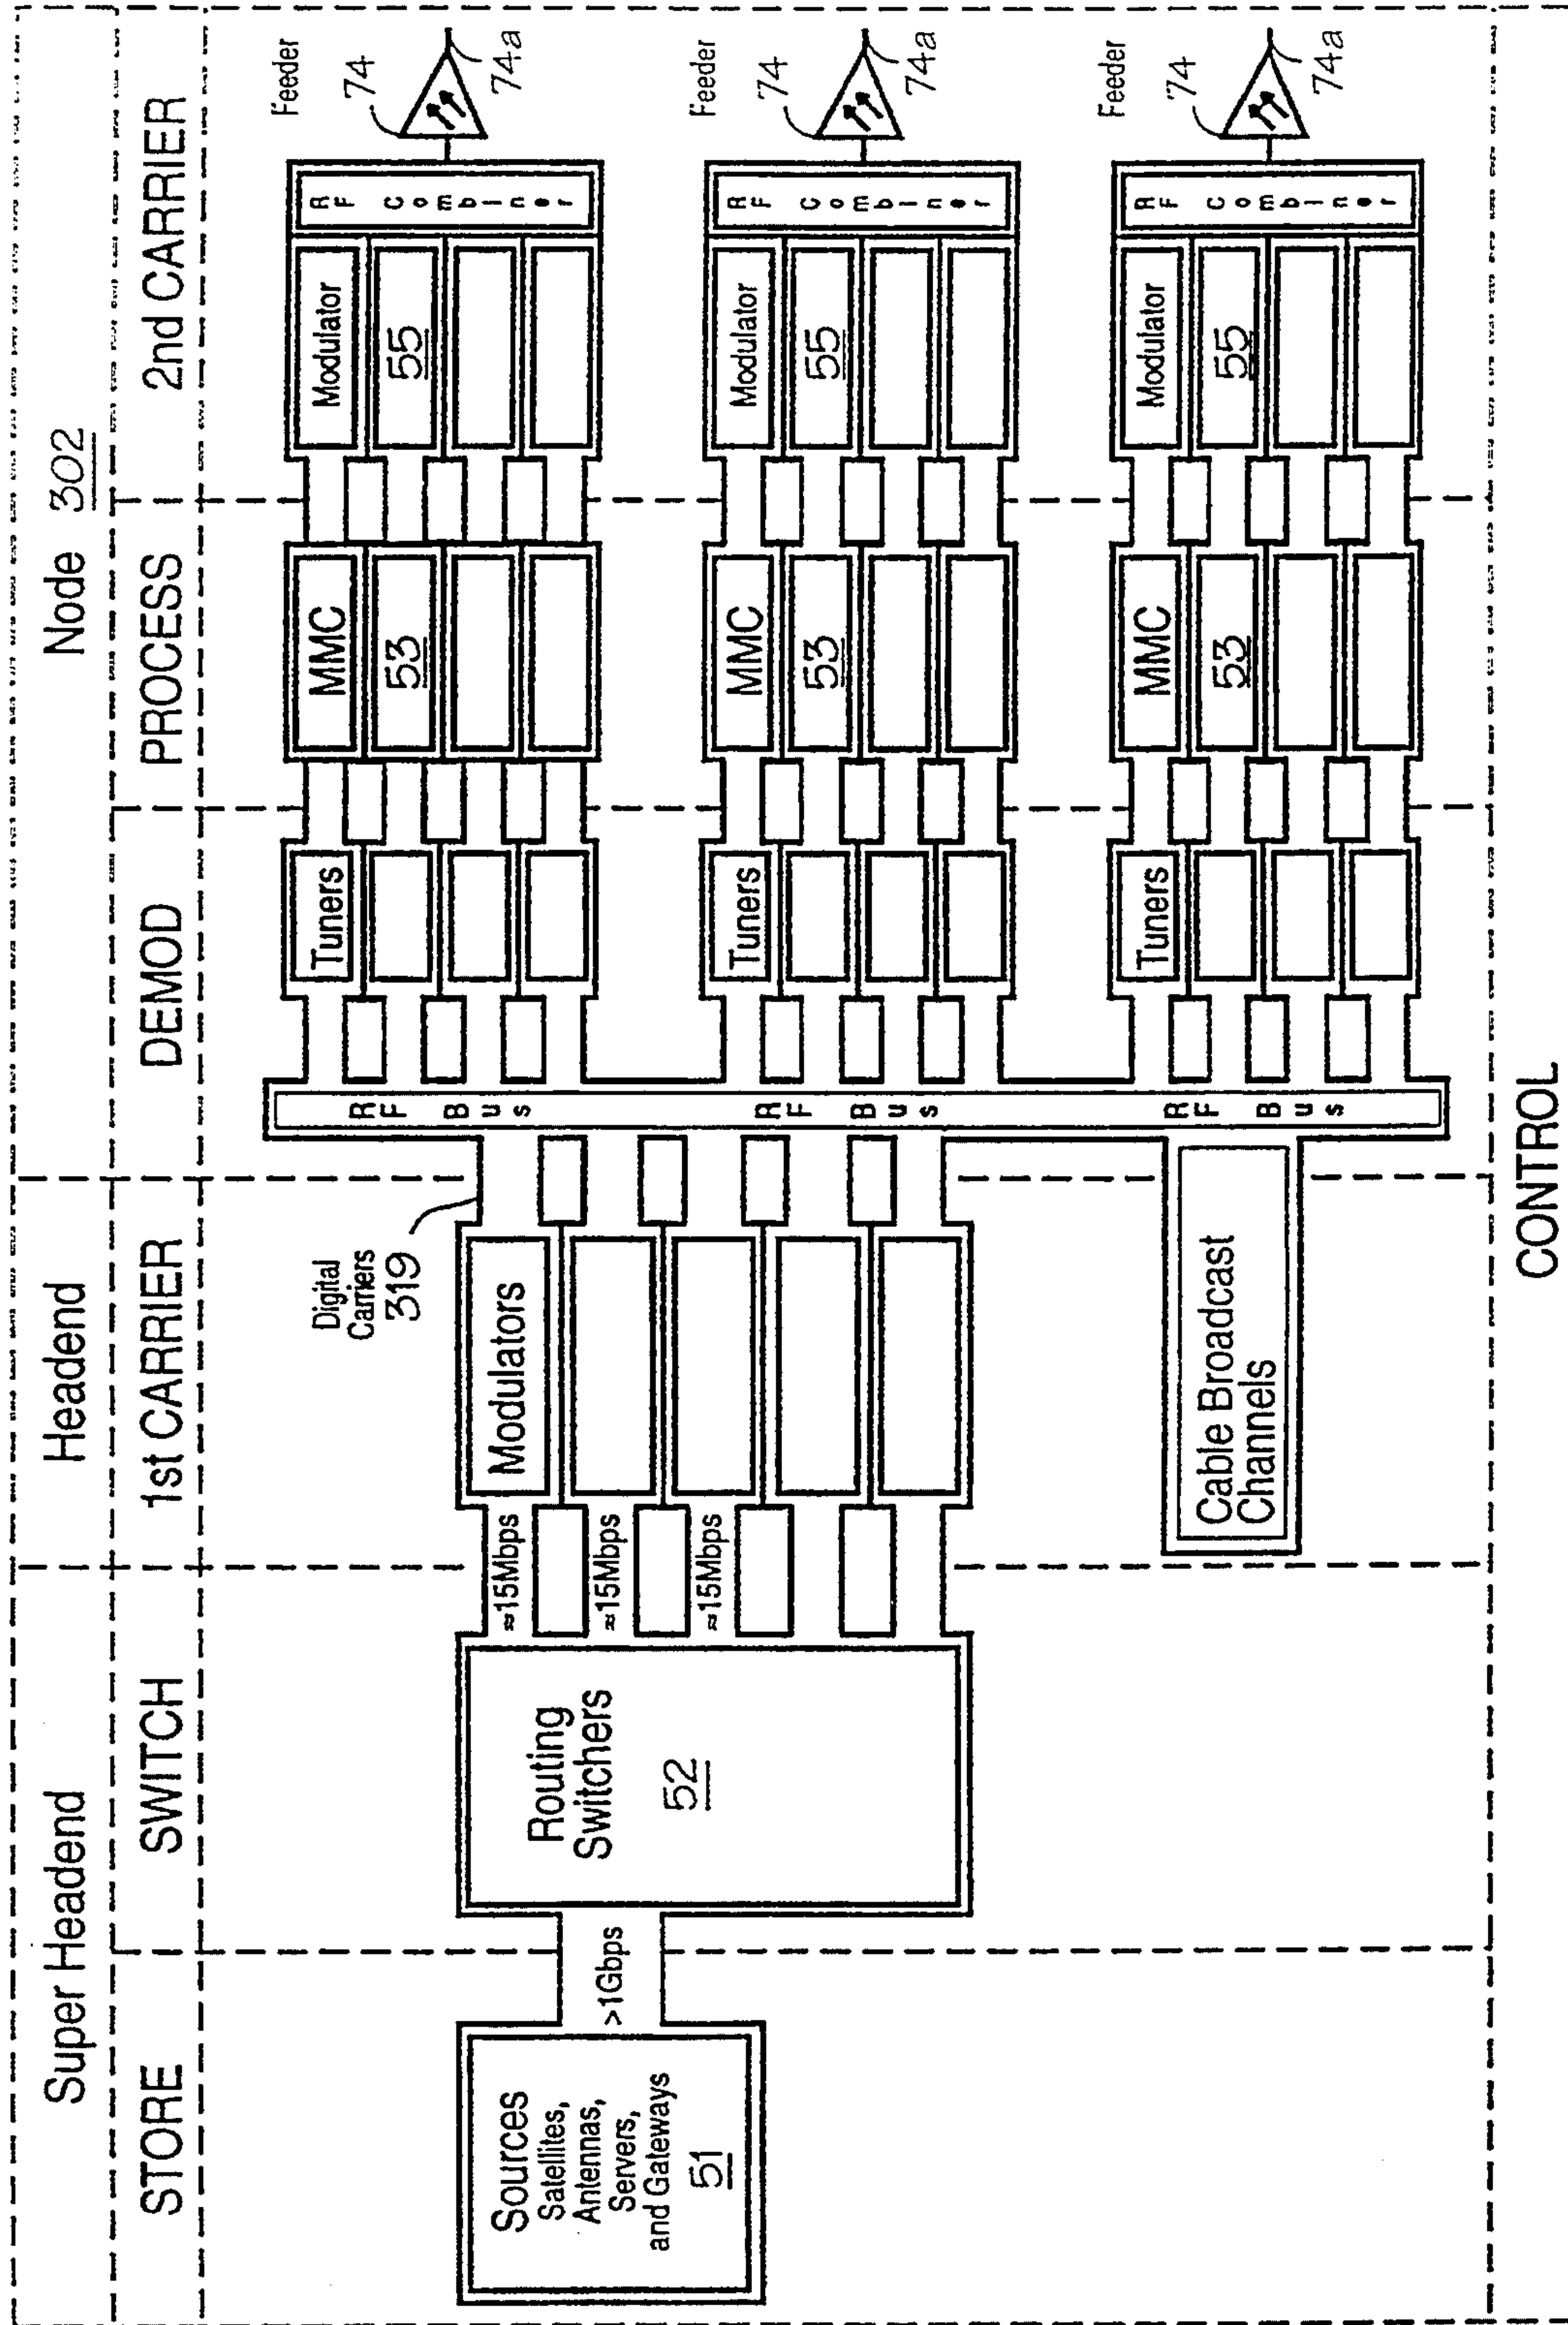 Super Headend
Headend
Node 302
STORE
SWITCH
1st CARRIER
DEMOD
PROCESS
2nd CARRIER
Sources
Satellites,
Antennas,
Servers,
and Gateways
51
>1Gbps
Routing
Switchers
52
≈15Mbps
≈15Mbps
≈15Mbps
Modulators
Digital
Carriers
319
Cable Broadcast
Channels
RF Bus
RF Bus
RF Bus
Tuners
MMC
53
Modulator
55
RF Combiner
Feeder
74
74a
Tuners
MMC
53
Modulator
55
RF Combiner
Feeder
74
74a
Tuners
MMC
53
Modulator
55
RF Combiner
Feeder
74
74a
CONTROL